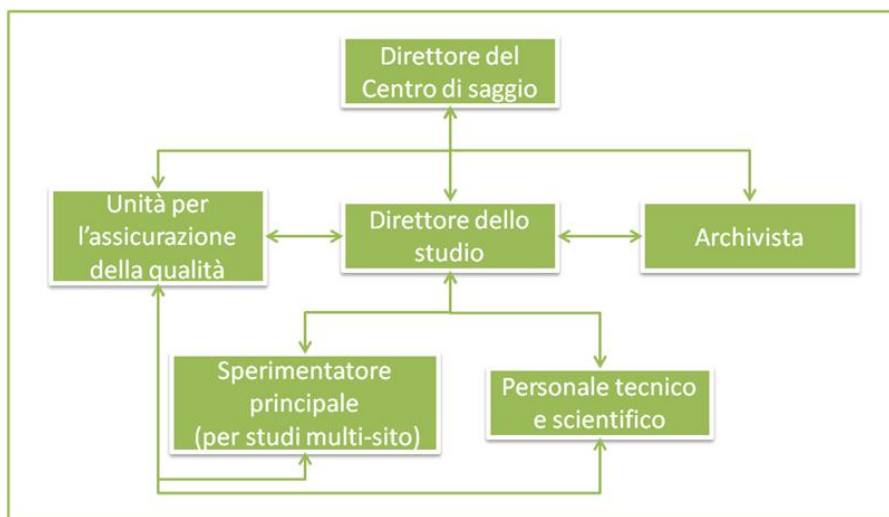 Direttore del
Centro di saggio
Unità per
l'assicurazione
della qualità
Direttore dello
studio
Archivista
Sperimentatore
principale
(per studi multi-sito)
Personale tecnico
e scientifico